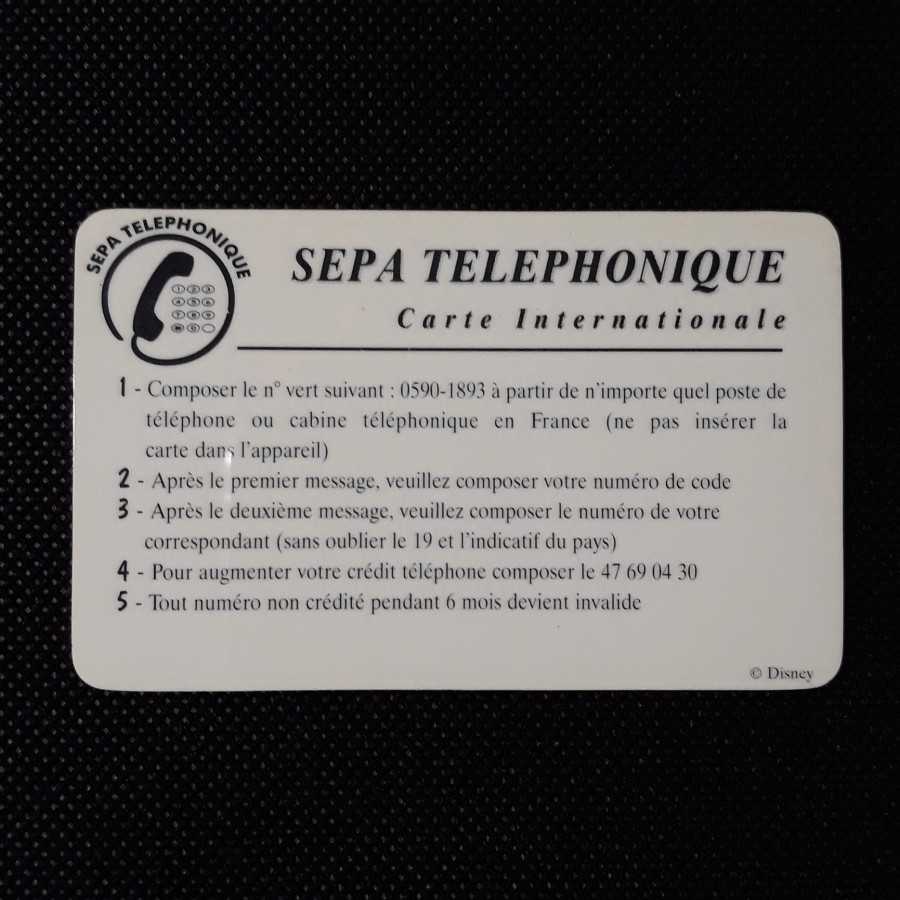 SEPA TELEPHONIQUE
SEPA TELEPHONIQUE
Carte Internationale
1 - Composer le n° vert suivant : 0590-1893 à partir de n'importe quel poste de
téléphone ou cabine téléphonique en France (ne pas insérer la
carte dans l'appareil)
2 - Après le premier message, veuillez composer votre numéro de code
3 - Après le deuxième message, veuillez composer le numéro de votre
correspondant (sans oublier le 19 et l'indicatif du pays)
4 - Pour augmenter votre crédit téléphone composer le 47 69 04 30
5 - Tout numéro non crédité pendant 6 mois devient invalide
© Disney